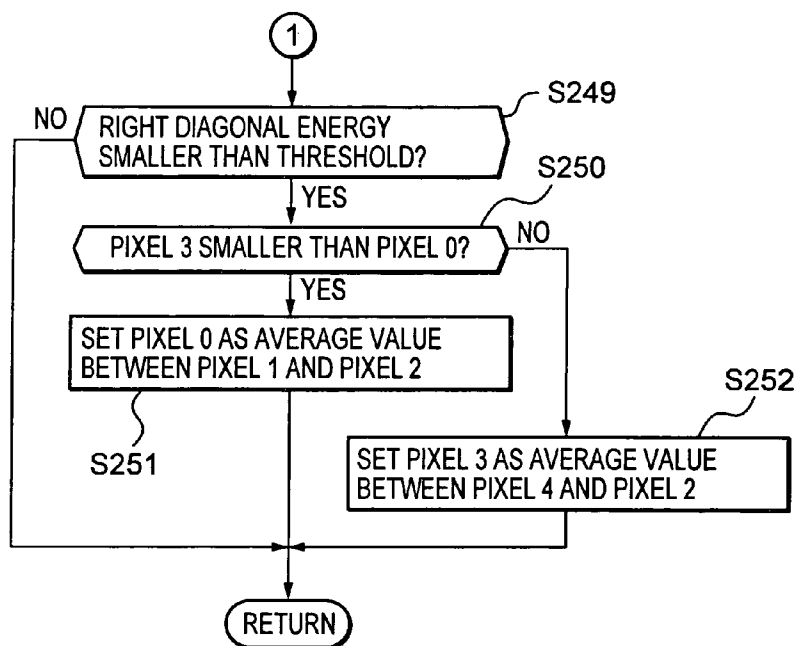 1
S249
NO
RIGHT DIAGONAL ENERGY
SMALLER THAN THRESHOLD?
YES
S250
PIXEL 3 SMALLER THAN PIXEL 0?
NO
YES
SET PIXEL 0 AS AVERAGE VALUE
BETWEEN PIXEL 1 AND PIXEL 2
S251
S252
SET PIXEL 3 AS AVERAGE VALUE
BETWEEN PIXEL 4 AND PIXEL 2
RETURN